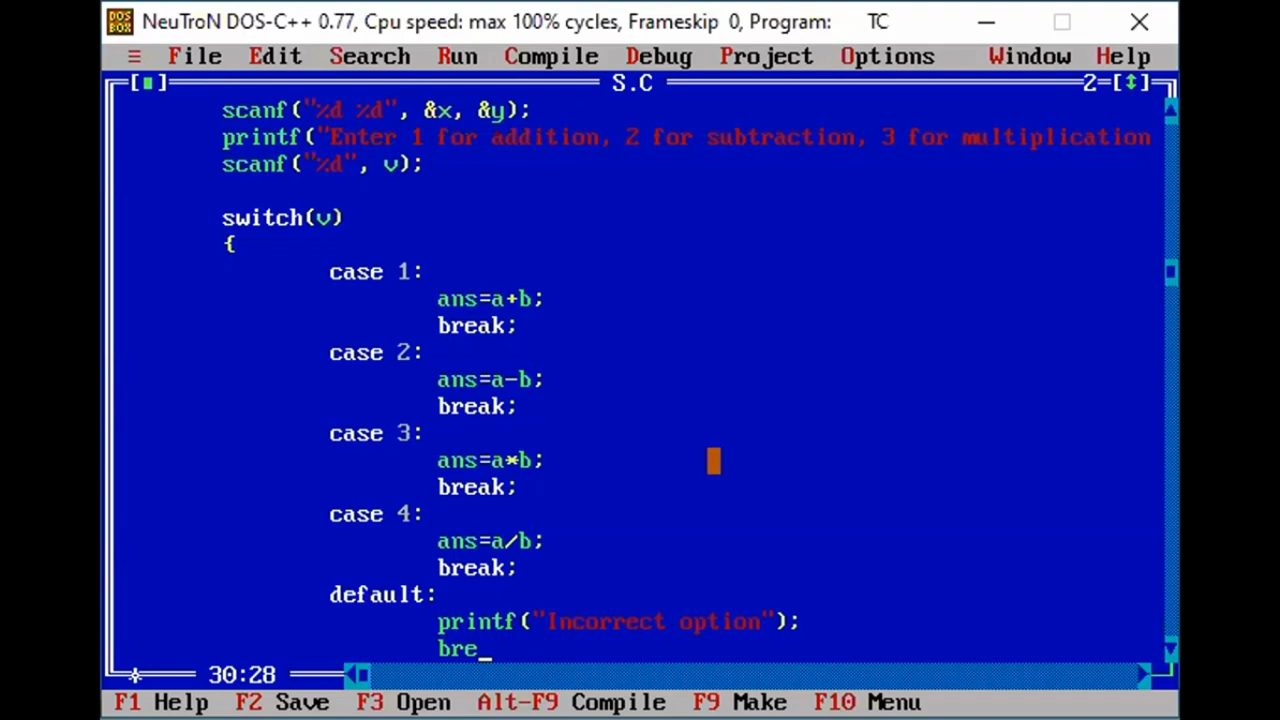 DOS BOX NeuTroN DOS-C++ 0.77, Cpu speed: max 100% cycles, Frameskip 0, Program: TC
≡ File Edit Search Run Compile Debug Project Options Window Help
[■] S.C 2=[↕]
scanf("%d %d", &x, &y);
printf("Enter 1 for addition, 2 for subtraction, 3 for multiplication
scanf("%d", v);
switch(v)
{
case 1:
ans=a+b;
break;
case 2:
ans=a-b;
break;
case 3:
ans=a*b;
break;
case 4:
ans=a/b;
break;
default:
printf("Incorrect option");
bre_
30:28
F1 Help F2 Save F3 Open Alt-F9 Compile F9 Make F10 Menu